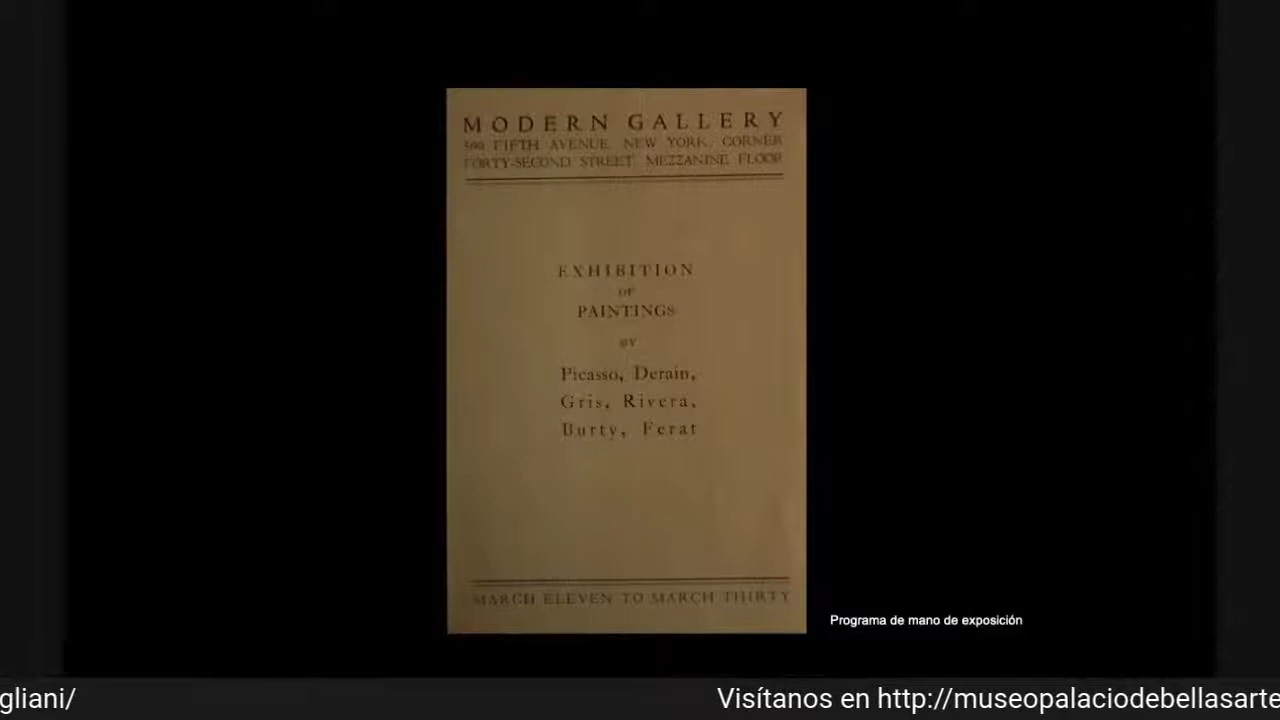 MODERN GALLERY
500 FIFTH AVENUE, NEW YORK, CORNER
FORTY-SECOND STREET, MEZZANINE FLOOR
EXHIBITION
OF
PAINTINGS
BY
Picasso, Derain,
Gris, Rivera,
Burty, Ferat
MARCH ELEVEN TO MARCH THIRTY
Programa de mano de exposición
gliani/
Visítanos en http://museopalaciodebellasarte